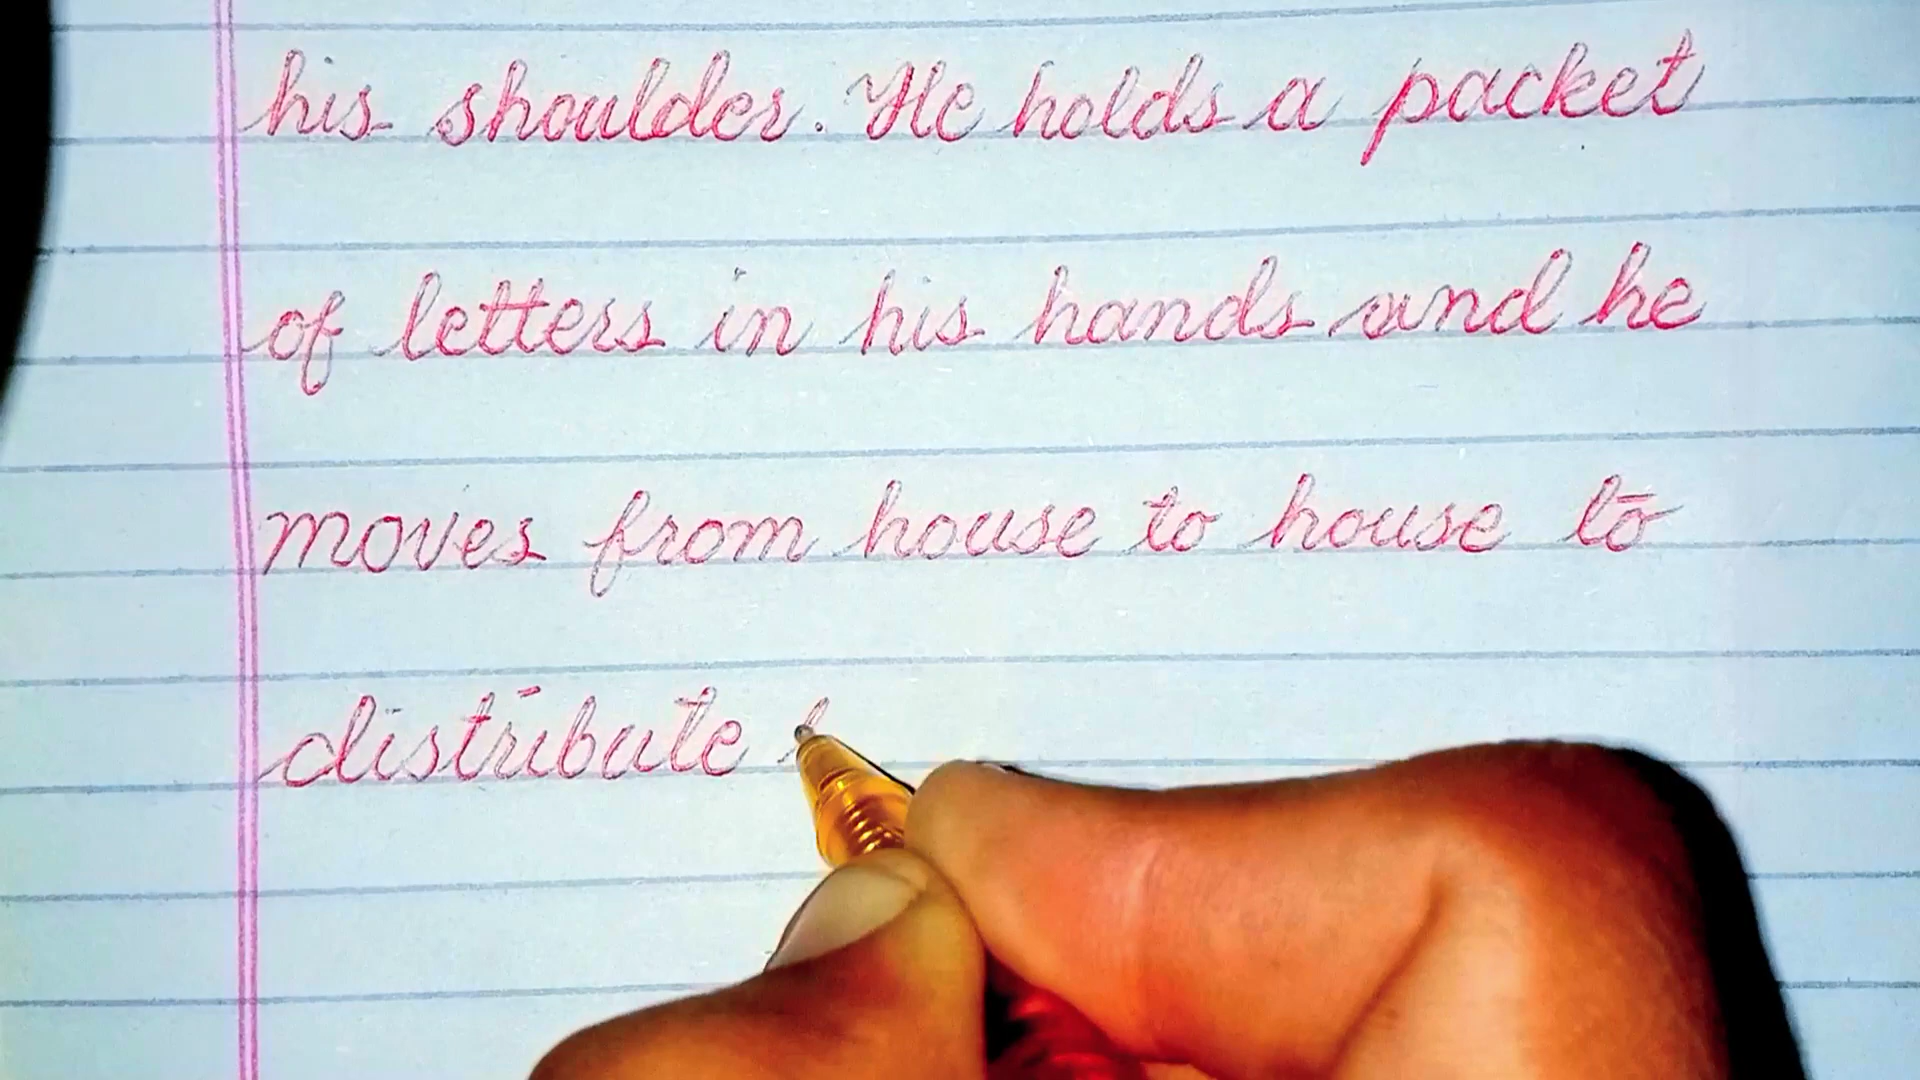 his shoulder. He holds a packet
of letters in his hands and he
moves from house to house to
distribute